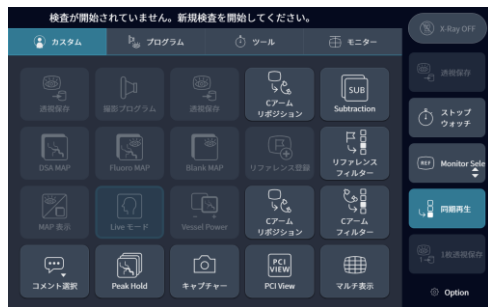 検査が開始されていません。新規検査を開始してください。
カスタム
プログラム
ツール
モニター
透視保存
撮影プログラム
透視保存
Cアーム
リポジション
SUB
Subtraction
DSA MAP
Fluoro MAP
Blank MAP
リファレンス登録
リファレンス
フィルター
MAP 表示
Live モード
Vessel Power
Cアーム
リポジション
Cアーム
フィルター
コメント選択
Peak Hold
キャプチャー
PCI
VIEW
PCI View
マルチ表示
X-Ray OFF
透視保存
ストップ
ウォッチ
REF
Monitor Sele
同期再生
1枚透視保存
Option